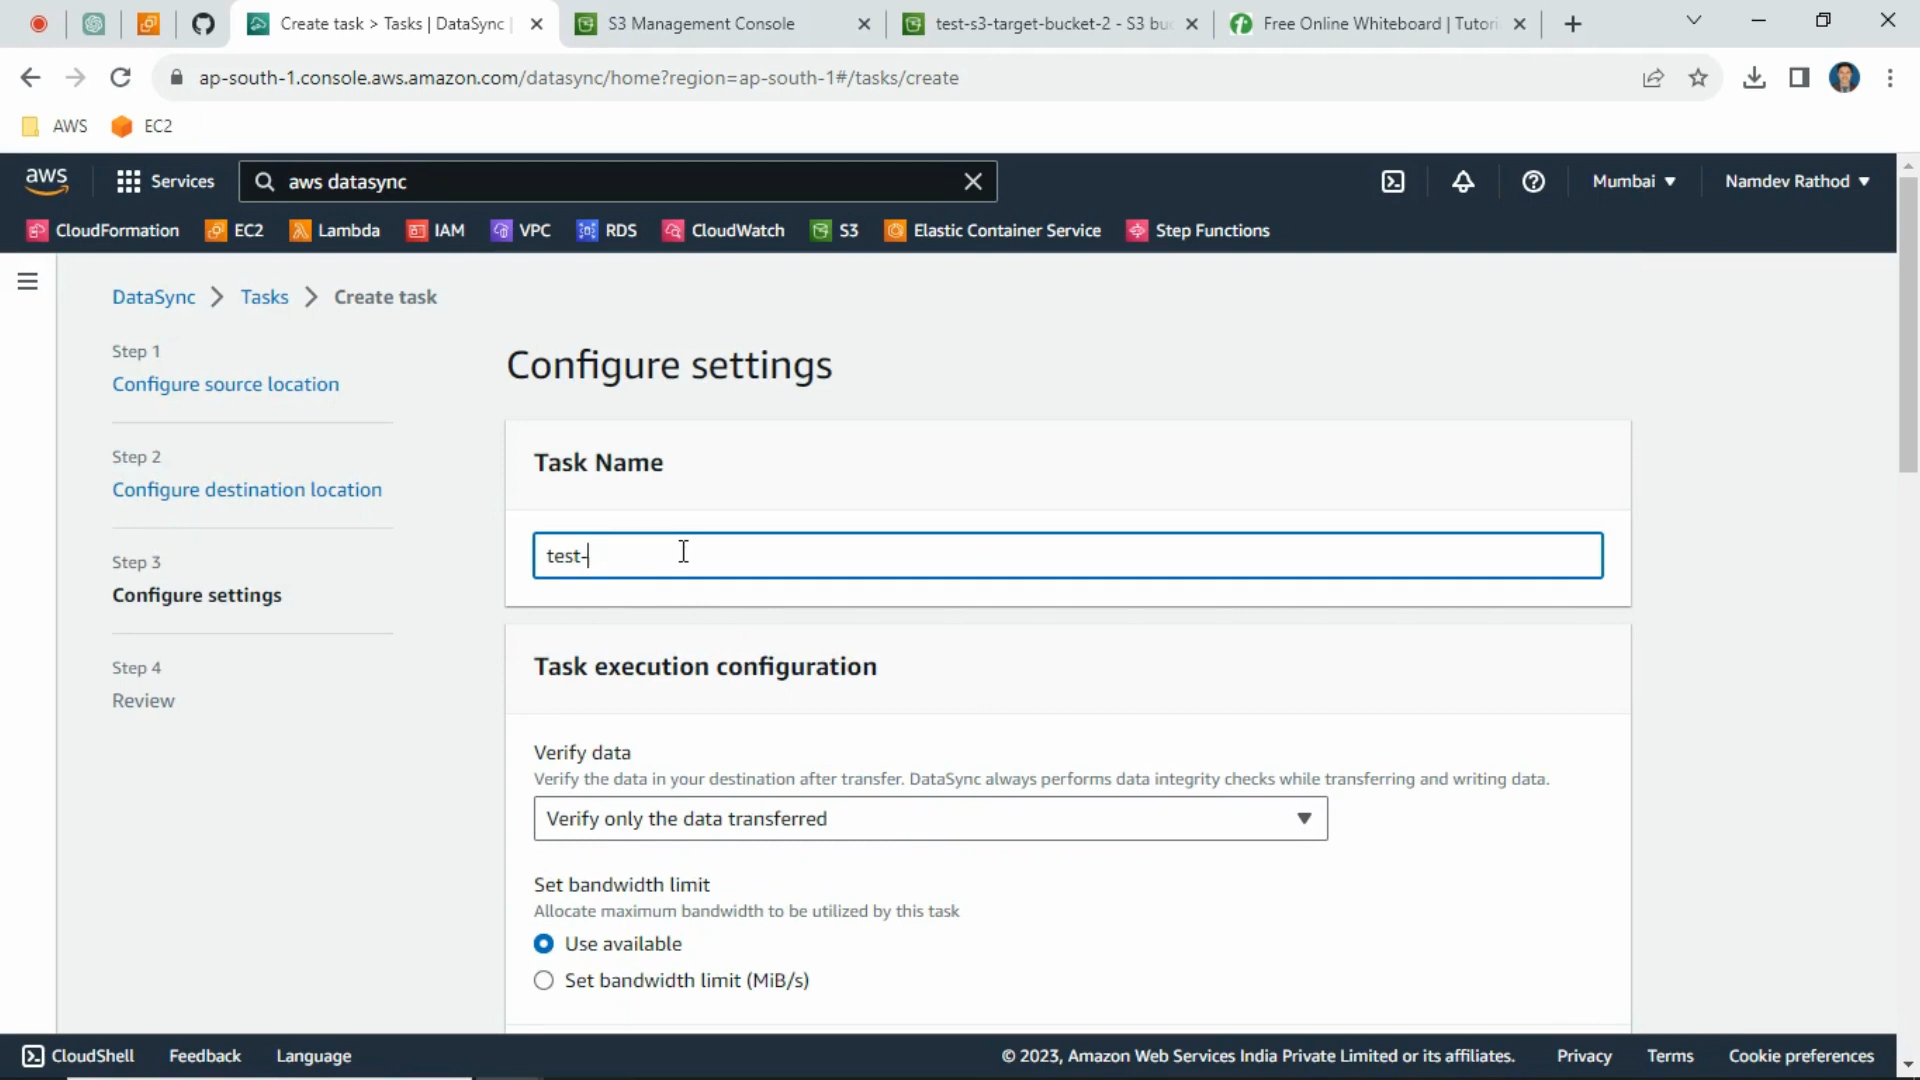 Create task > Tasks | DataSync |
S3 Management Console
test-s3-target-bucket-2 - S3 buc
Free Online Whiteboard | Tutori
ap-south-1.console.aws.amazon.com/datasync/home?region=ap-south-1#/tasks/create
AWS
EC2
aws
Services
aws datasync
Mumbai
Namdev Rathod
CloudFormation
EC2
Lambda
IAM
VPC
RDS
CloudWatch
S3
Elastic Container Service
Step Functions
DataSync
Tasks
Create task
Step 1
Configure source location
Step 2
Configure destination location
Step 3
Configure settings
Step 4
Review
Configure settings
Task Name
test-
Task execution configuration
Verify data
Verify the data in your destination after transfer. DataSync always performs data integrity checks while transferring and writing data.
Verify only the data transferred
Set bandwidth limit
Allocate maximum bandwidth to be utilized by this task
Use available
Set bandwidth limit (MiB/s)
CloudShell
Feedback
Language
© 2023, Amazon Web Services India Private Limited or its affiliates.
Privacy
Terms
Cookie preferences